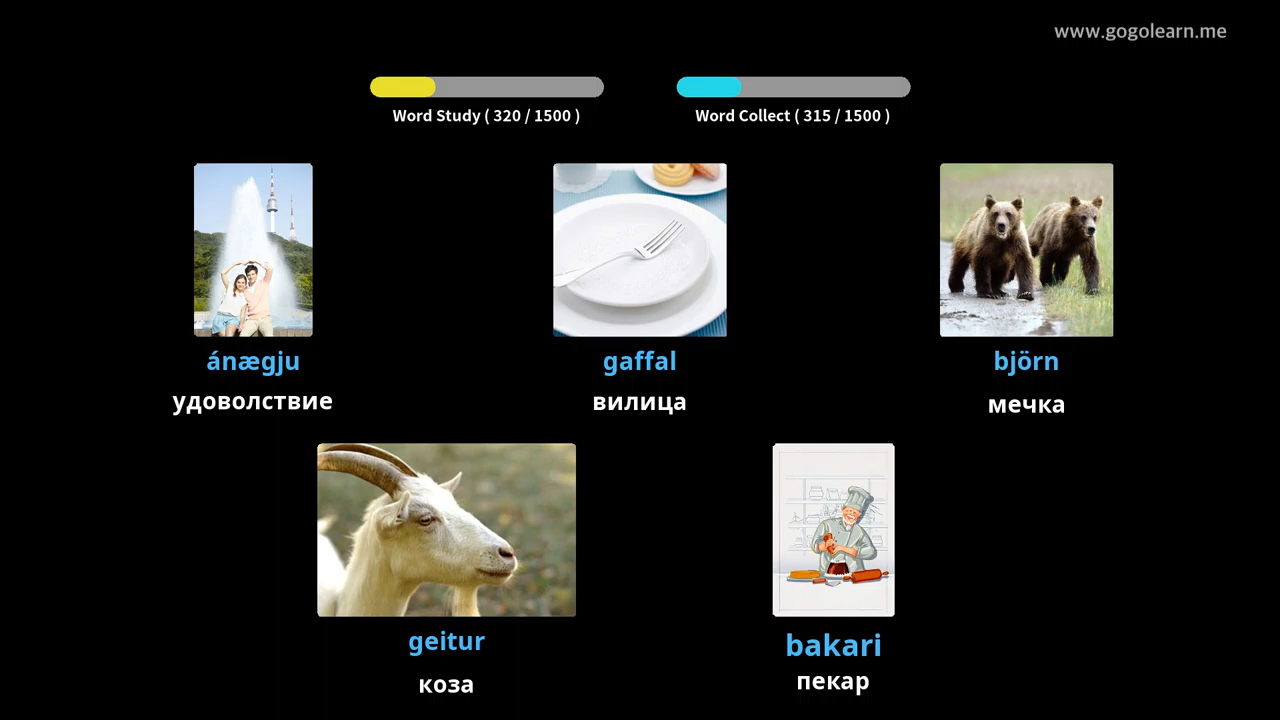 www.gogolearn.me
Word Study ( 320 / 1500 )
Word Collect ( 315 / 1500 )
ánægju
удоволствие
gaffal
вилица
björn
мечка
geitur
коза
bakari
пекар